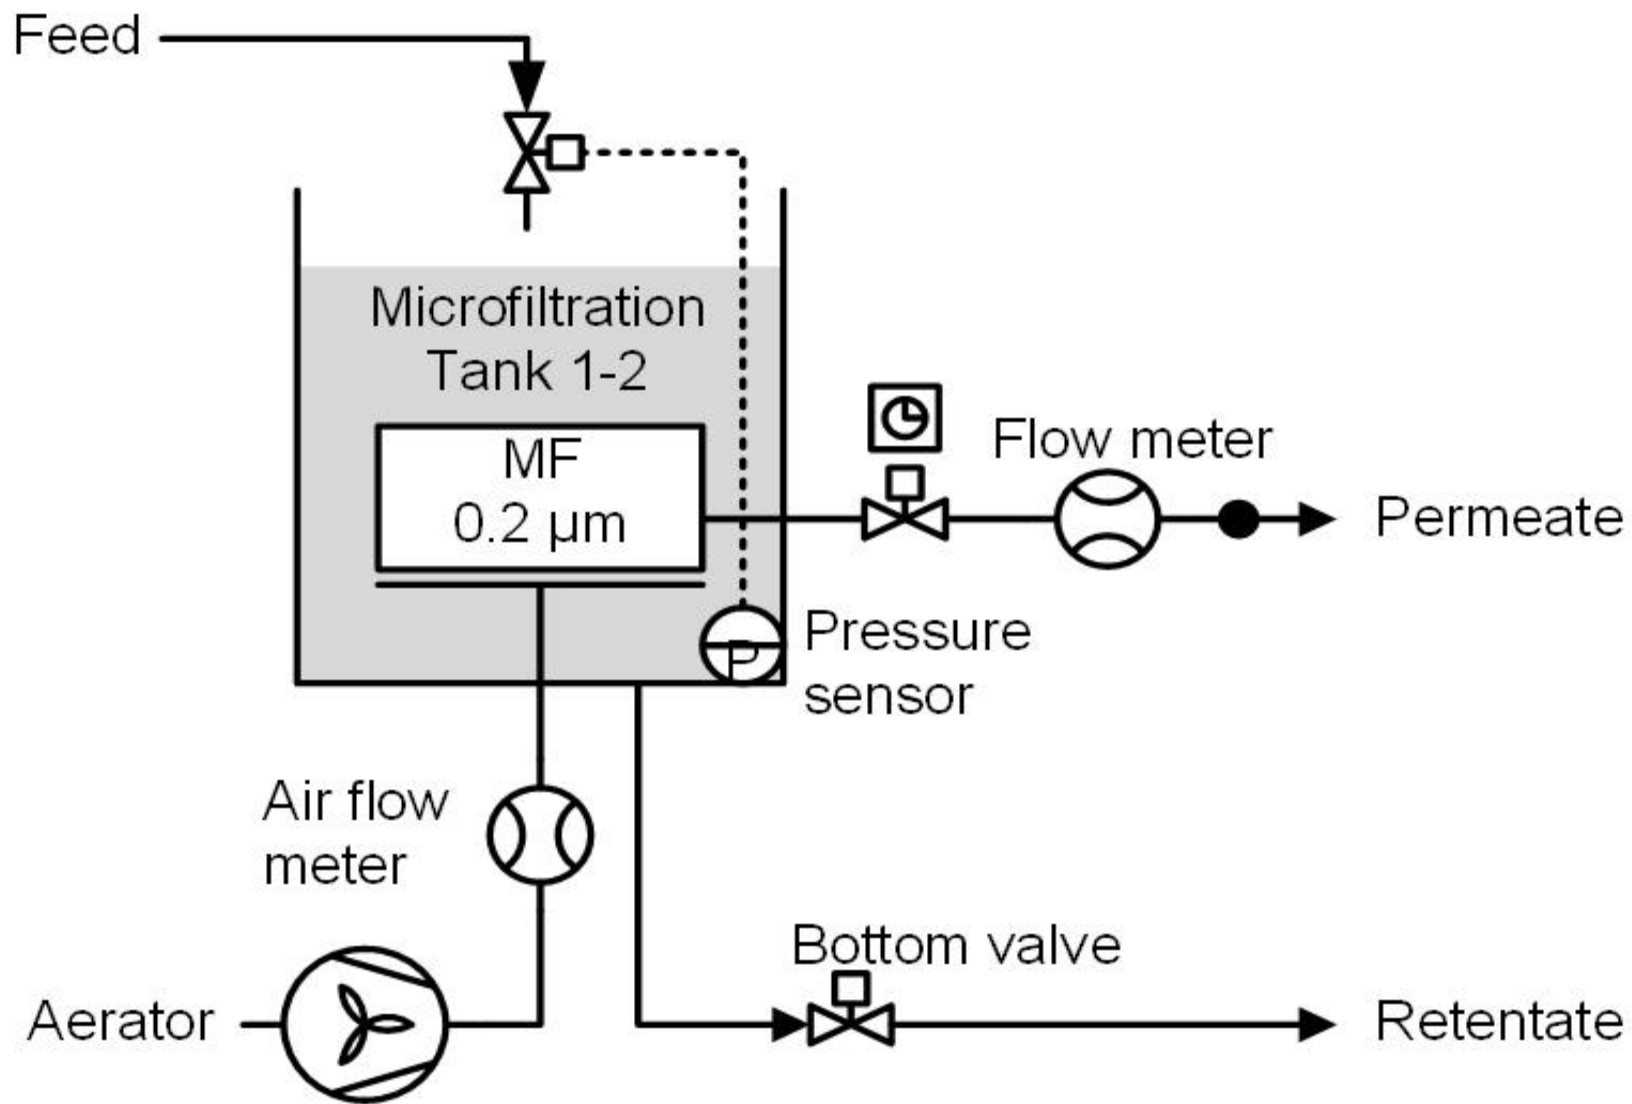 Feed
Microfiltration
Tank 1-2
MF
0.2 µm
Flow meter
Permeate
P
Pressure
sensor
Air flow
meter
Bottom valve
Aerator
Retentate